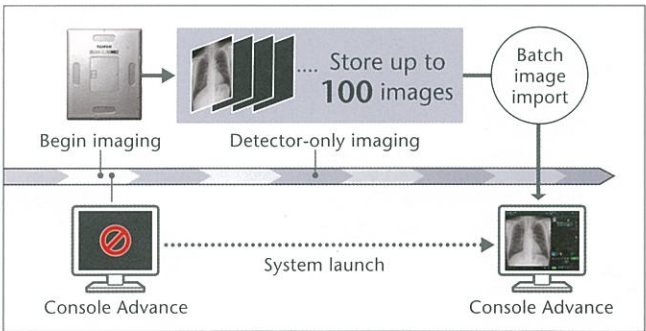 FUJIFILM
.... Store up to
100 images
Batch
image
import
Begin imaging
Detector-only imaging
System launch
Console Advance
Console Advance